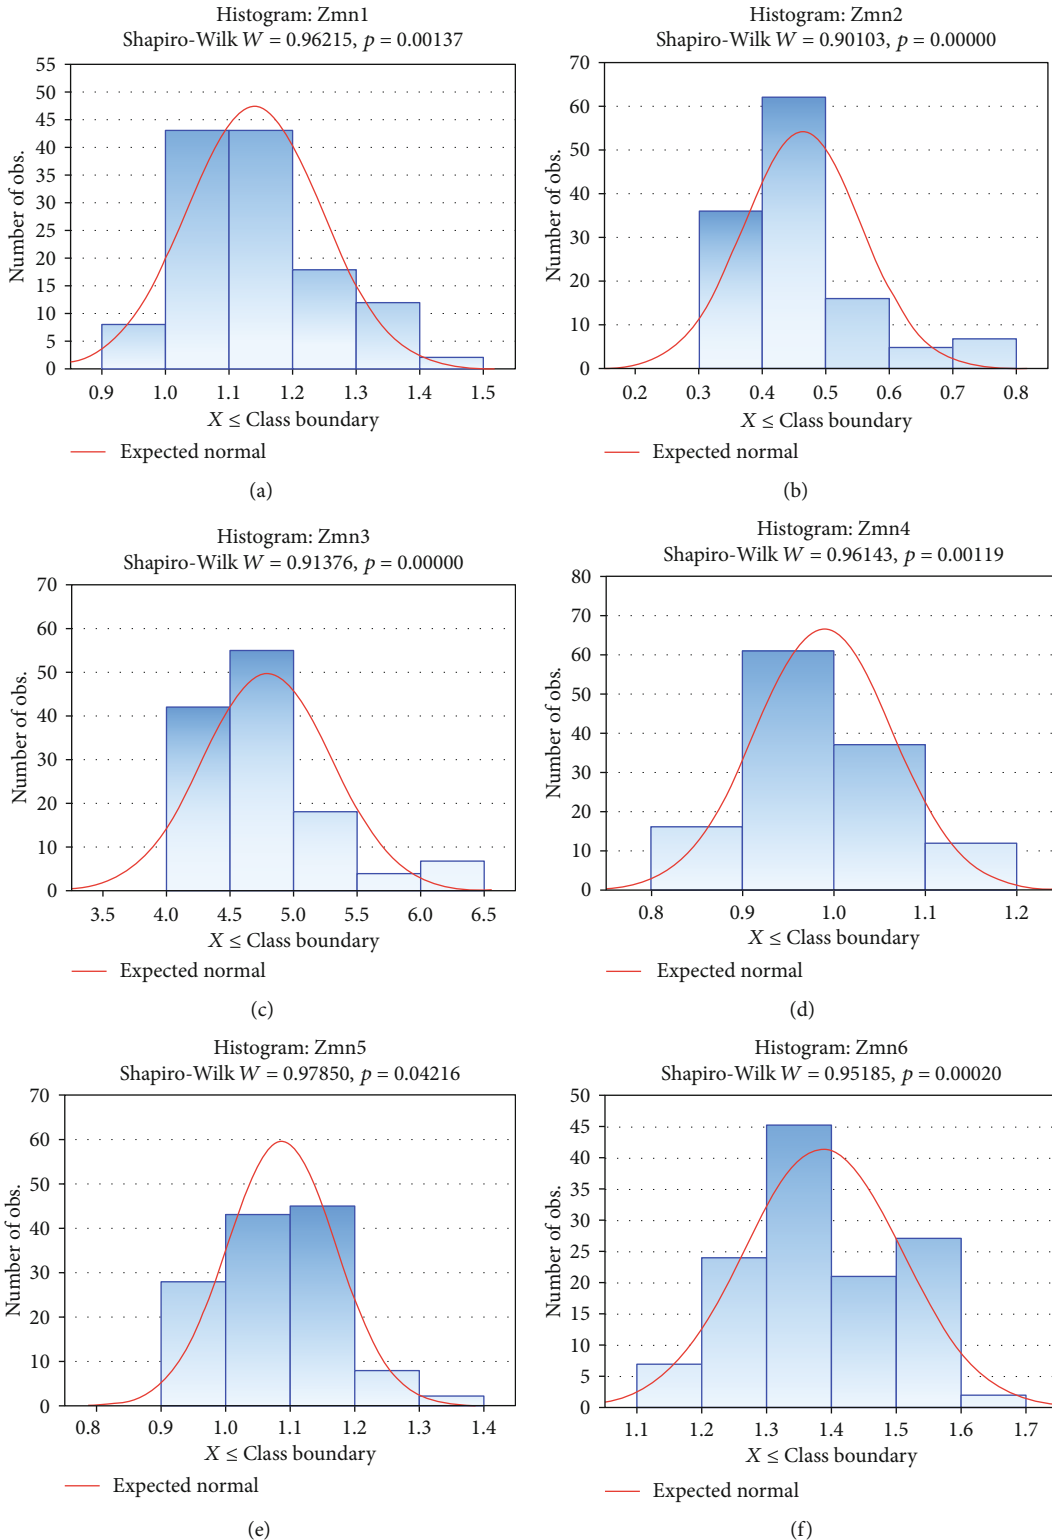 Histogram: Zmn1
Shapiro-Wilk W = 0.96215, p = 0.00137
55
50
45
40
35
30
25
20
15
10
5
0
Number of obs.
0.9 1.0 1.1 1.2 1.3 1.4 1.5
X ≤ Class boundary
Expected normal
(a)
Histogram: Zmn2
Shapiro-Wilk W = 0.90103, p = 0.00000
70
60
50
40
30
20
10
0
Number of obs.
0.2 0.3 0.4 0.5 0.6 0.7 0.8
X ≤ Class boundary
Expected normal
(b)
Histogram: Zmn3
Shapiro-Wilk W = 0.91376, p = 0.00000
70
60
50
40
30
20
10
0
Number of obs.
3.5 4.0 4.5 5.0 5.5 6.0 6.5
X ≤ Class boundary
Expected normal
(c)
Histogram: Zmn4
Shapiro-Wilk W = 0.96143, p = 0.00119
80
70
60
50
40
30
20
10
0
Number of obs.
0.8 0.9 1.0 1.1 1.2
X ≤ Class boundary
Expected normal
(d)
Histogram: Zmn5
Shapiro-Wilk W = 0.97850, p = 0.04216
70
60
50
40
30
20
10
0
Number of obs.
0.8 0.9 1.0 1.1 1.2 1.3 1.4
X ≤ Class boundary
Expected normal
(e)
Histogram: Zmn6
Shapiro-Wilk W = 0.95185, p = 0.00020
50
45
40
35
30
25
20
15
10
5
0
Number of obs.
1.1 1.2 1.3 1.4 1.5 1.6 1.7
X ≤ Class boundary
Expected normal
(f)